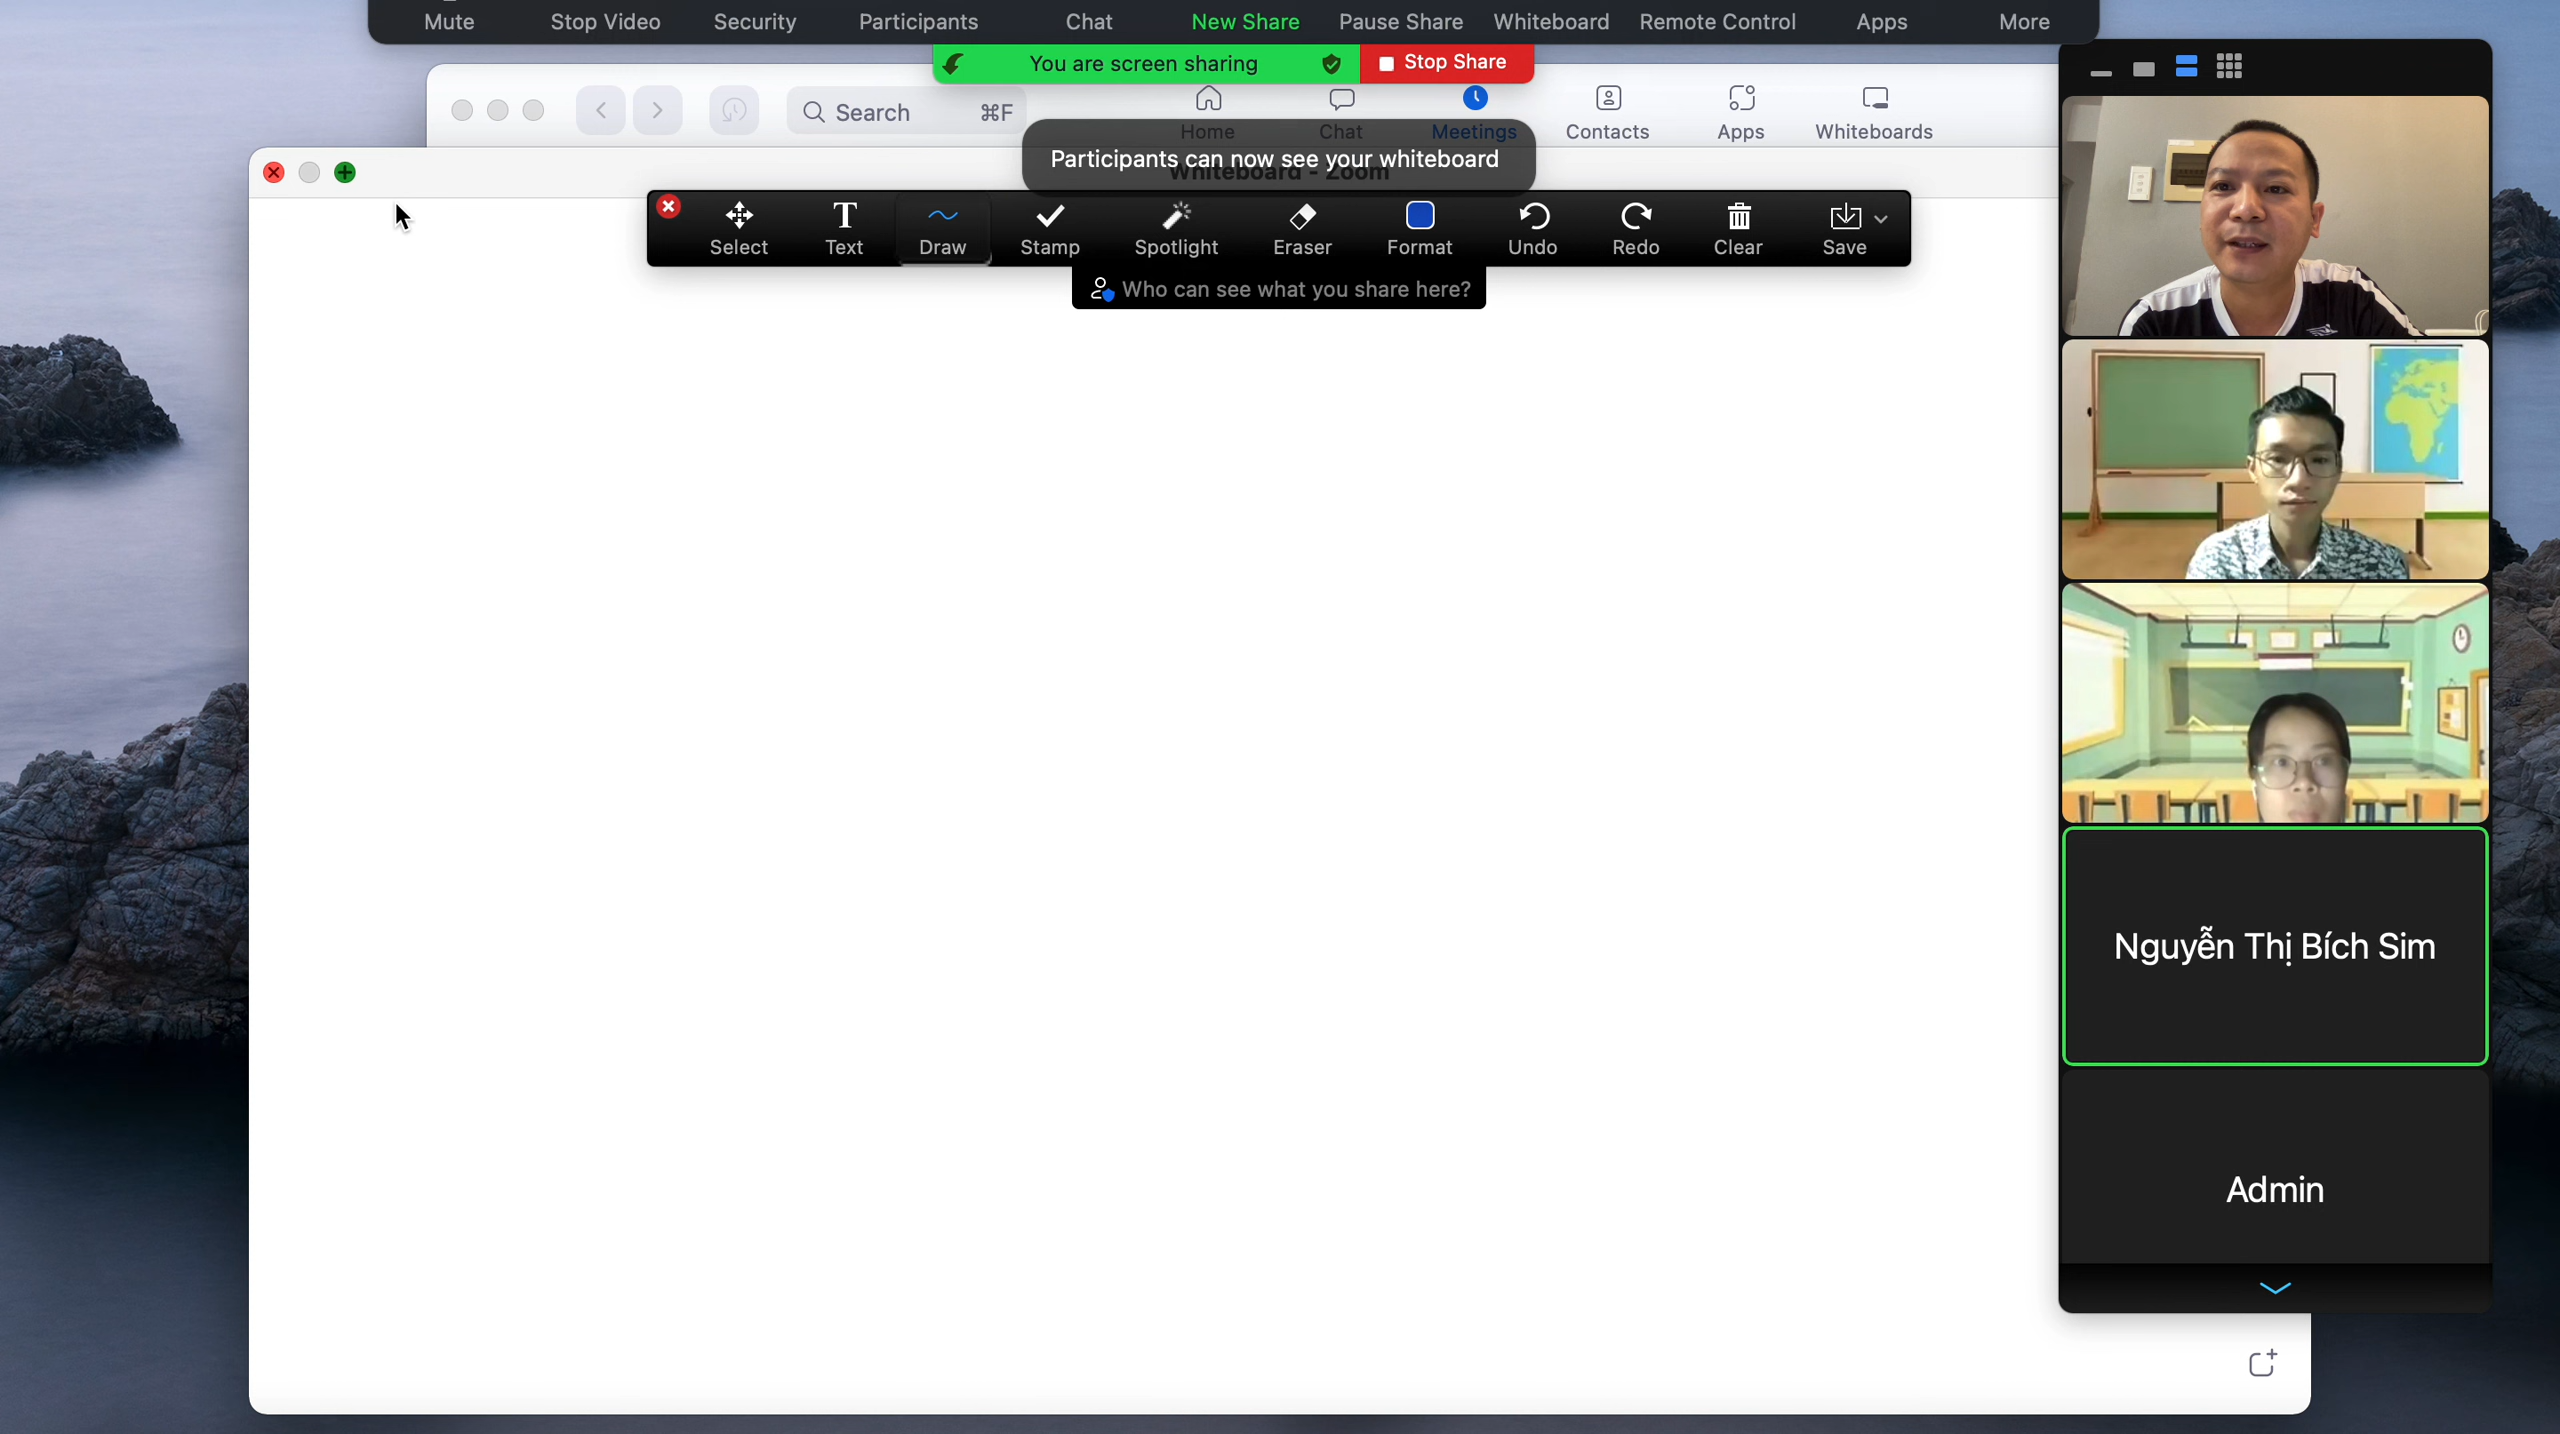 Mute Stop Video Security Participants Chat New Share Pause Share Whiteboard Remote Control Apps More
You are screen sharing Stop Share
Search ⌘F
Home Chat Meetings Contacts Apps Whiteboards
Participants can now see your whiteboard
Whiteboard - Zoom
Select Text Draw Stamp Spotlight Eraser Format Undo Redo Clear Save
Who can see what you share here?
Nguyễn Thị Bích Sim
Admin